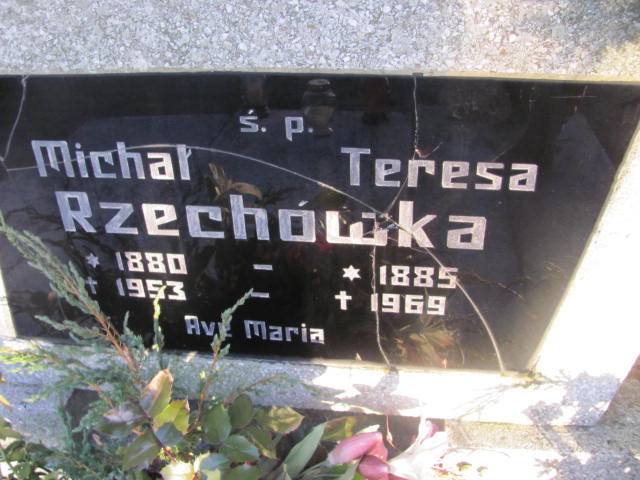 ś. p.
Michał Teresa
Rzechówka
* 1880 – * 1885
† 1953 – † 1969
Ave Maria